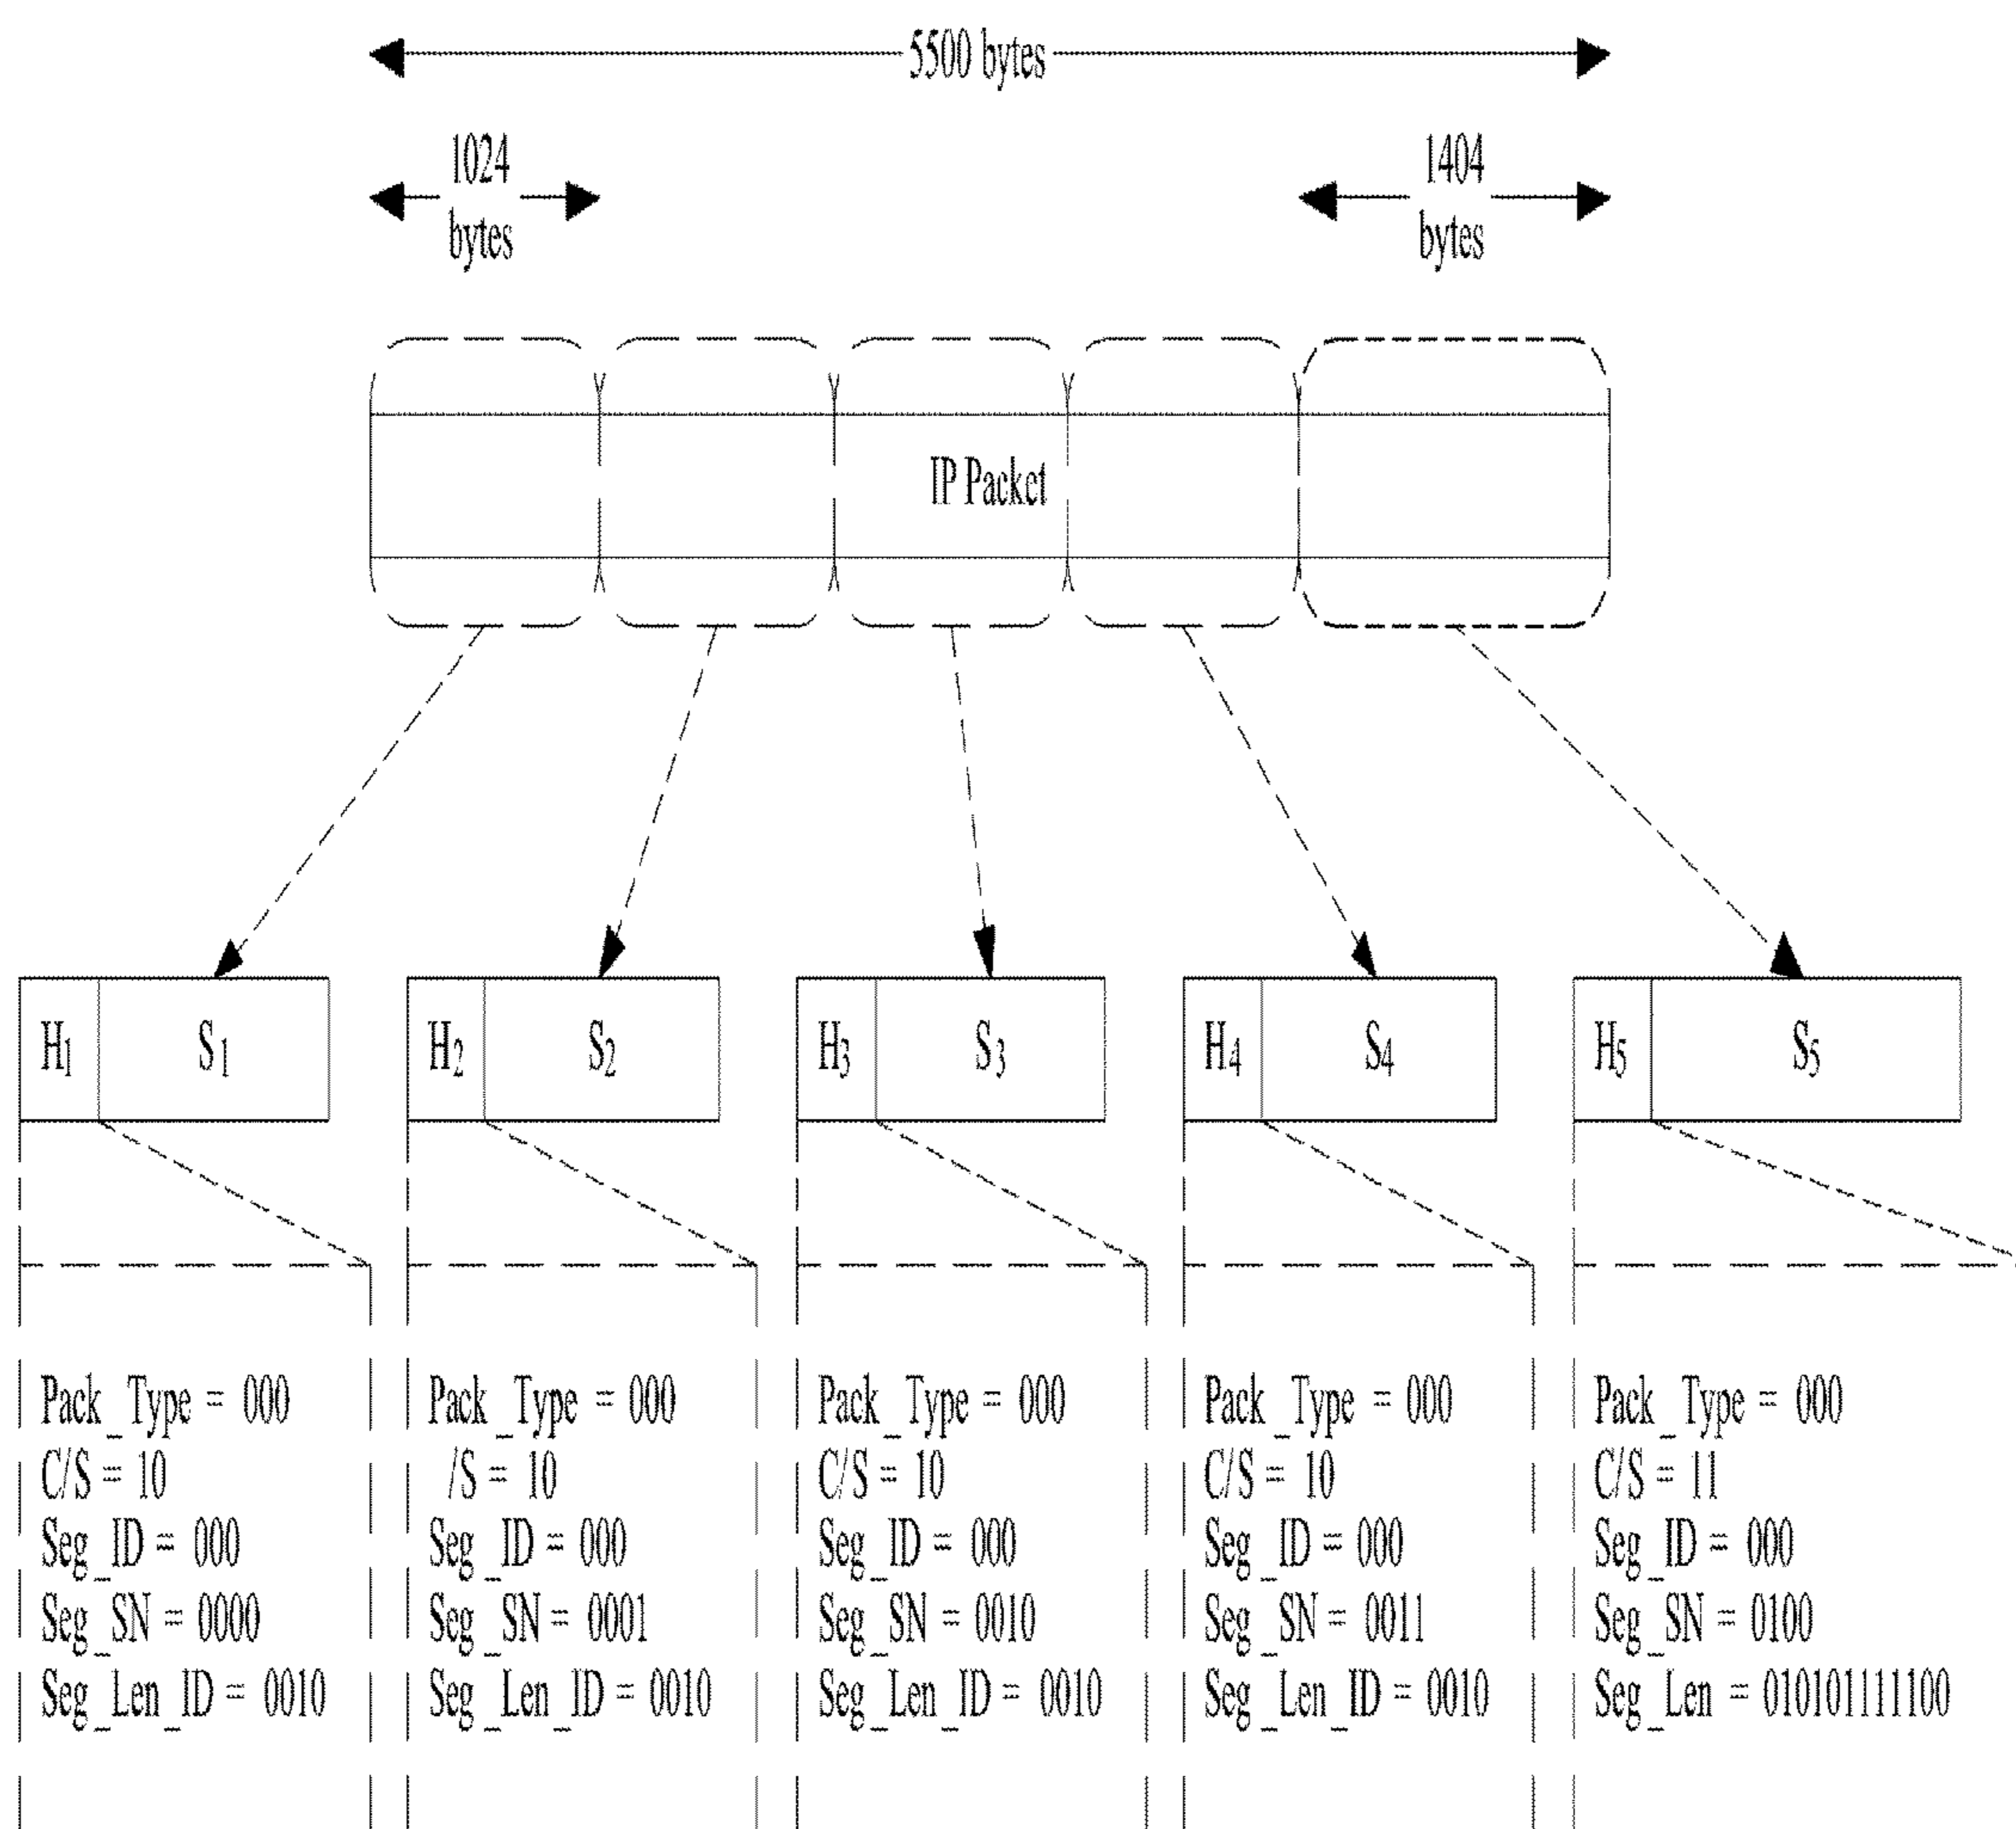 5500 bytes
1024
bytes
1404
bytes
IP Packet
H1 S1 H2 S2 H3 S3 H4 S4 H5 S5
Pack_Type = 000
C/S = 10
Seg_ID = 000
Seg_SN = 0000
Seg_Len_ID = 0010
Pack_Type = 000
/S = 10
Seg_ID = 000
Seg_SN = 0001
Seg_Len_ID = 0010
Pack_Type = 000
C/S = 10
Seg_ID = 000
Seg_SN = 0010
Seg_Len_ID = 0010
Pack_Type = 000
C/S = 10
Seg_ID = 000
Seg_SN = 0011
Seg_Len_ID = 0010
Pack_Type = 000
C/S = 11
Seg_ID = 000
Seg_SN = 0100
Seg_Len = 010101111100